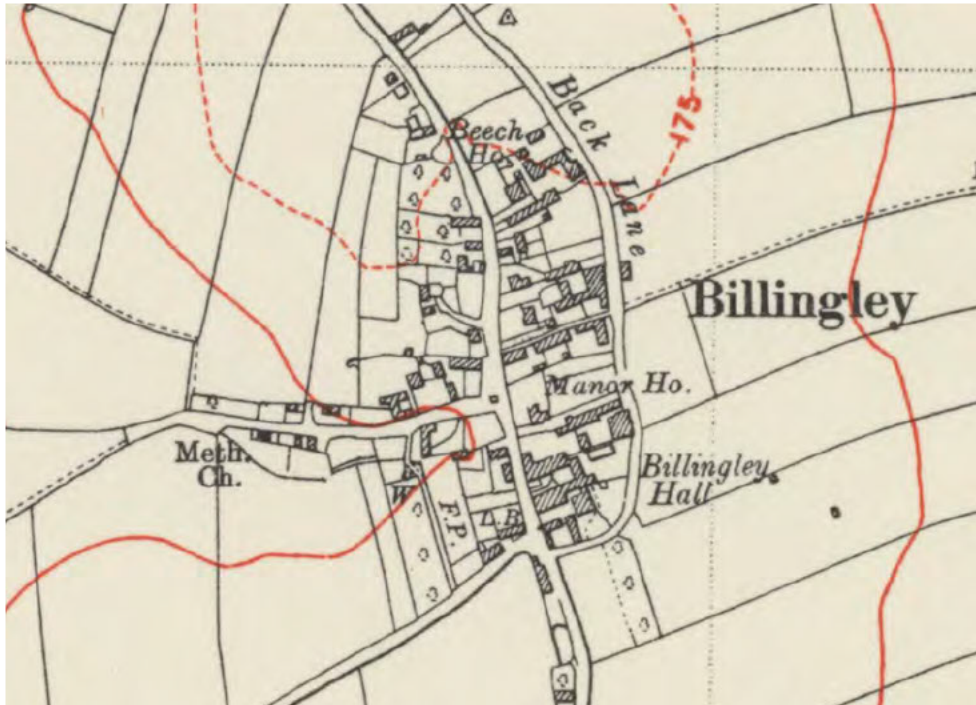 Back Lane
175
Beech
Ho.
Billingley
Manor Ho.
Meth.
Ch.
Billingley
Hall
W
F.P.
L.B.